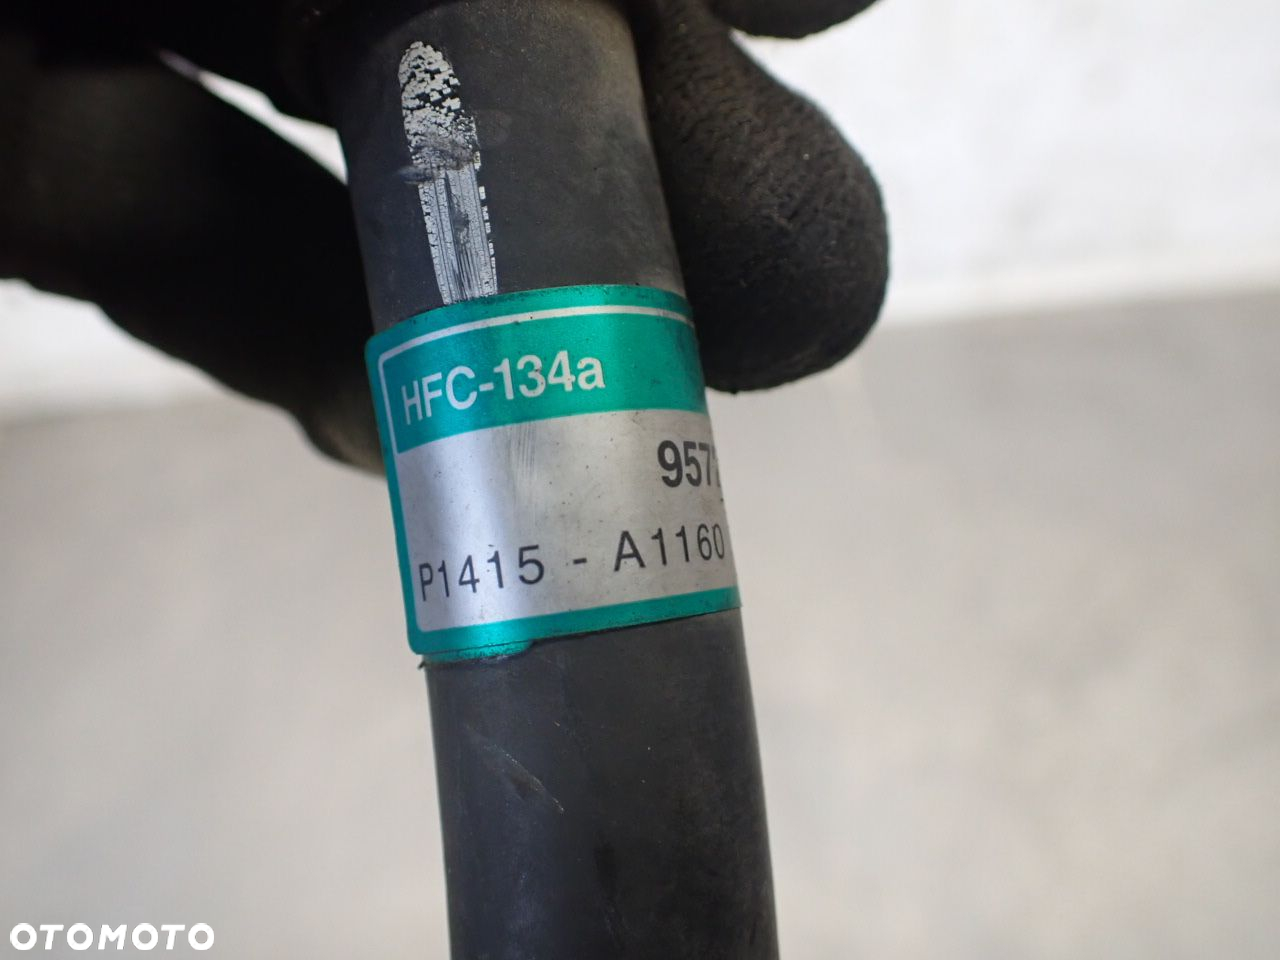 HFC-134a
957
P1415 - A1160
OTOMOTO